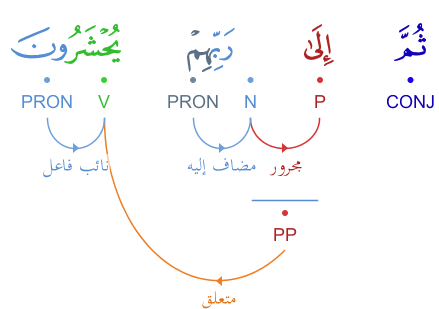 ثُمَّ إِلَىٰ رَبِّهِمْ يُحْشَرُونَ
CONJ P N PRON V PRON
مجرور مضاف إليه نائب فاعل
PP
متعلق